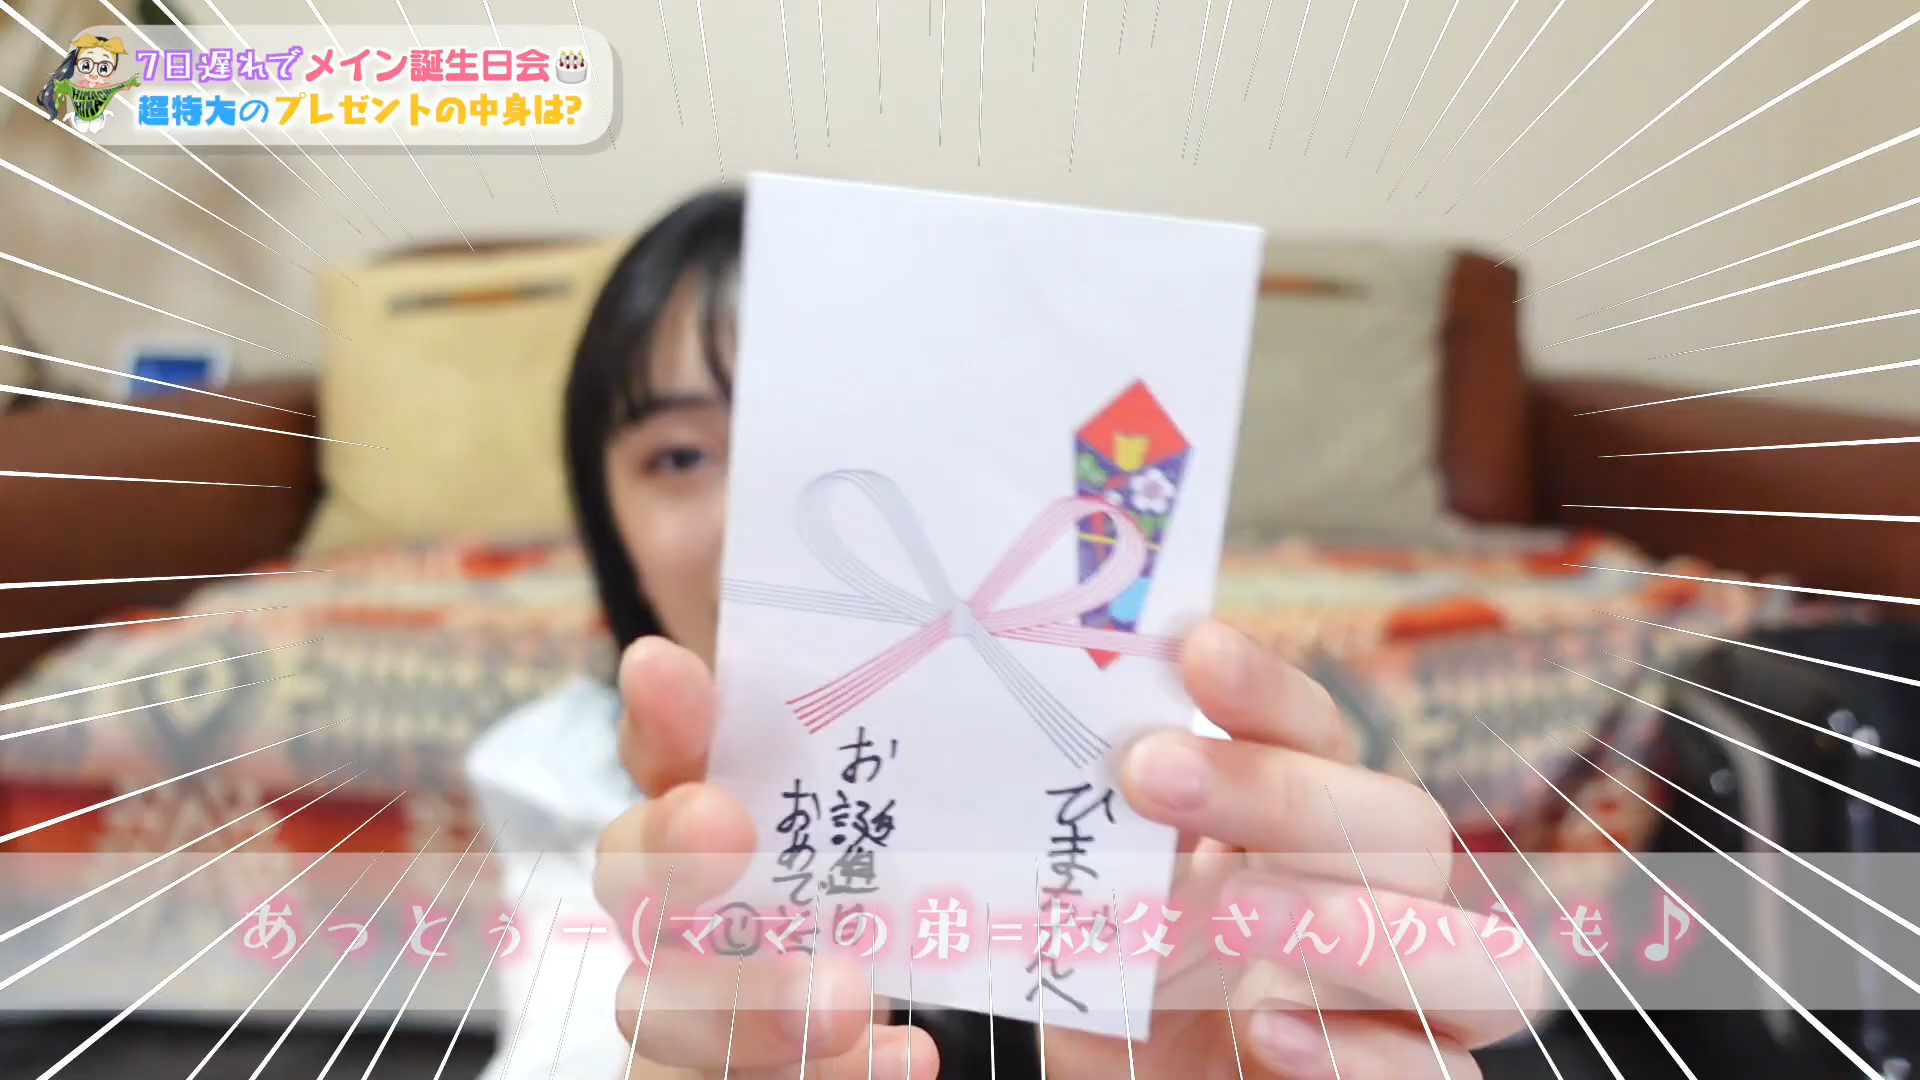 7日遅れでメイン誕生日会🎂
超特大のプレゼントの中身は?
HIMACHI
ひまちゃんへ
お誕生日
おめでとう
あっとぅー(ママの弟=叔父さん)からも♪